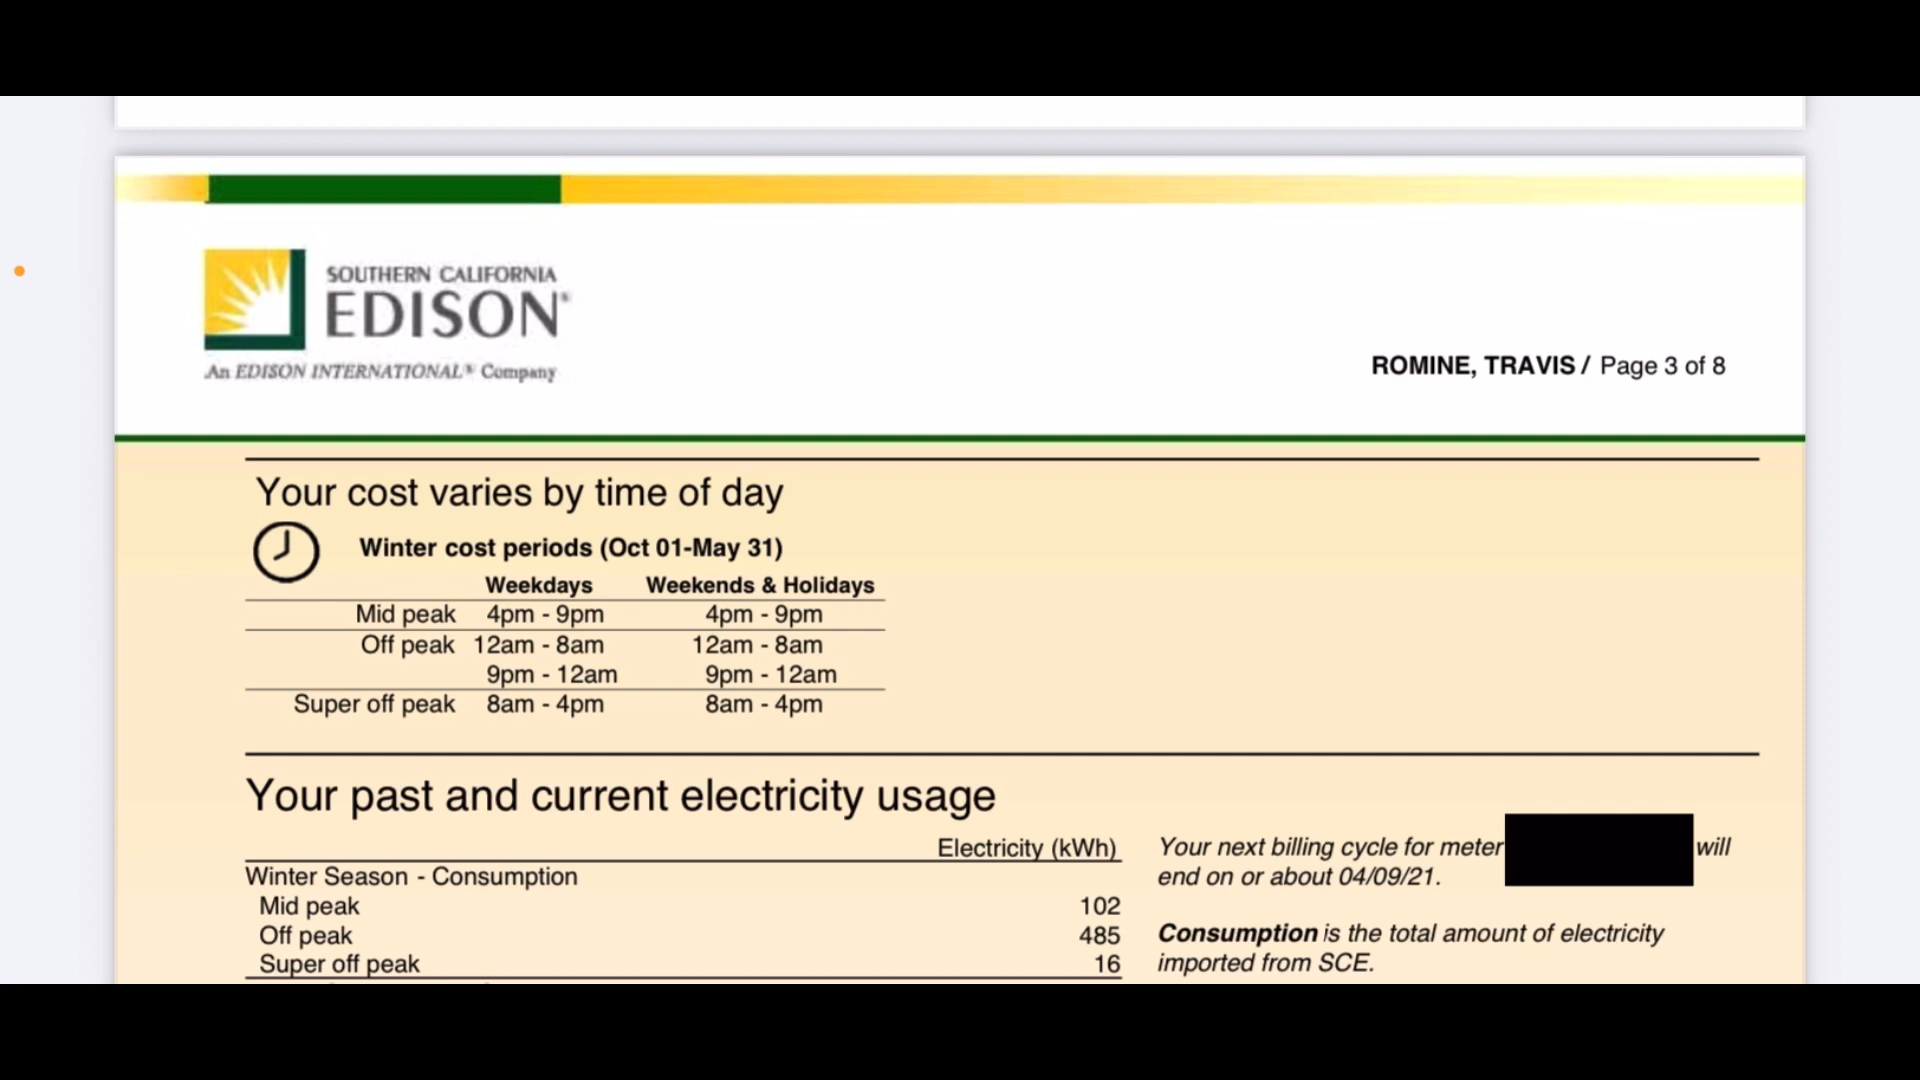 SOUTHERN CALIFORNIA
EDISON®
An EDISON INTERNATIONAL® Company
ROMINE, TRAVIS / Page 3 of 8
Your cost varies by time of day
Winter cost periods (Oct 01-May 31)
Weekdays Weekends & Holidays
Mid peak 4pm - 9pm 4pm - 9pm
Off peak 12am - 8am 12am - 8am
9pm - 12am 9pm - 12am
Super off peak 8am - 4pm 8am - 4pm
Your past and current electricity usage
Electricity (kWh)
Winter Season - Consumption
Mid peak 102
Off peak 485
Super off peak 16
Your next billing cycle for meter will
end on or about 04/09/21.
Consumption is the total amount of electricity
imported from SCE.